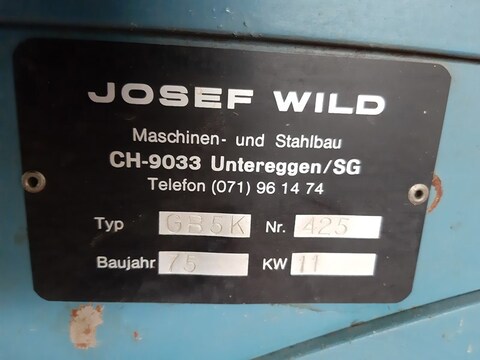 JOSEF WILD
Maschinen- und Stahlbau
CH-9033 Untereggen/SG
Telefon (071) 96 14 74
Typ GB5K Nr. 425
Baujahr 75 KW 11